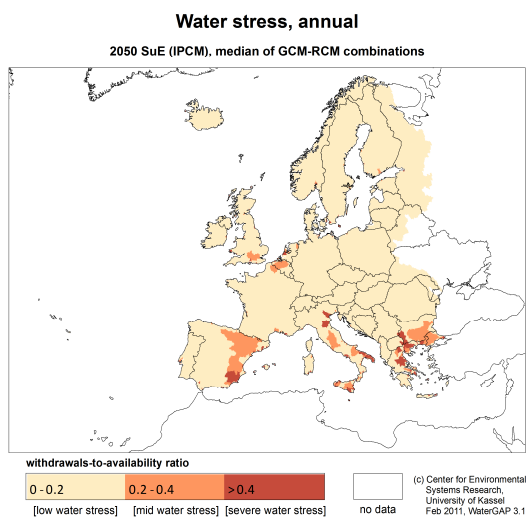 Water stress, annual
2050 SuE (IPCM), median of GCM-RCM combinations
withdrawals-to-availability ratio
0 - 0.2
0.2 - 0.4
>0.4
[low water stress]
[mid water stress]
[severe water stress]
no data
(c) Center for Environmental
Systems Research,
University of Kassel
Feb 2011, WaterGAP 3.1